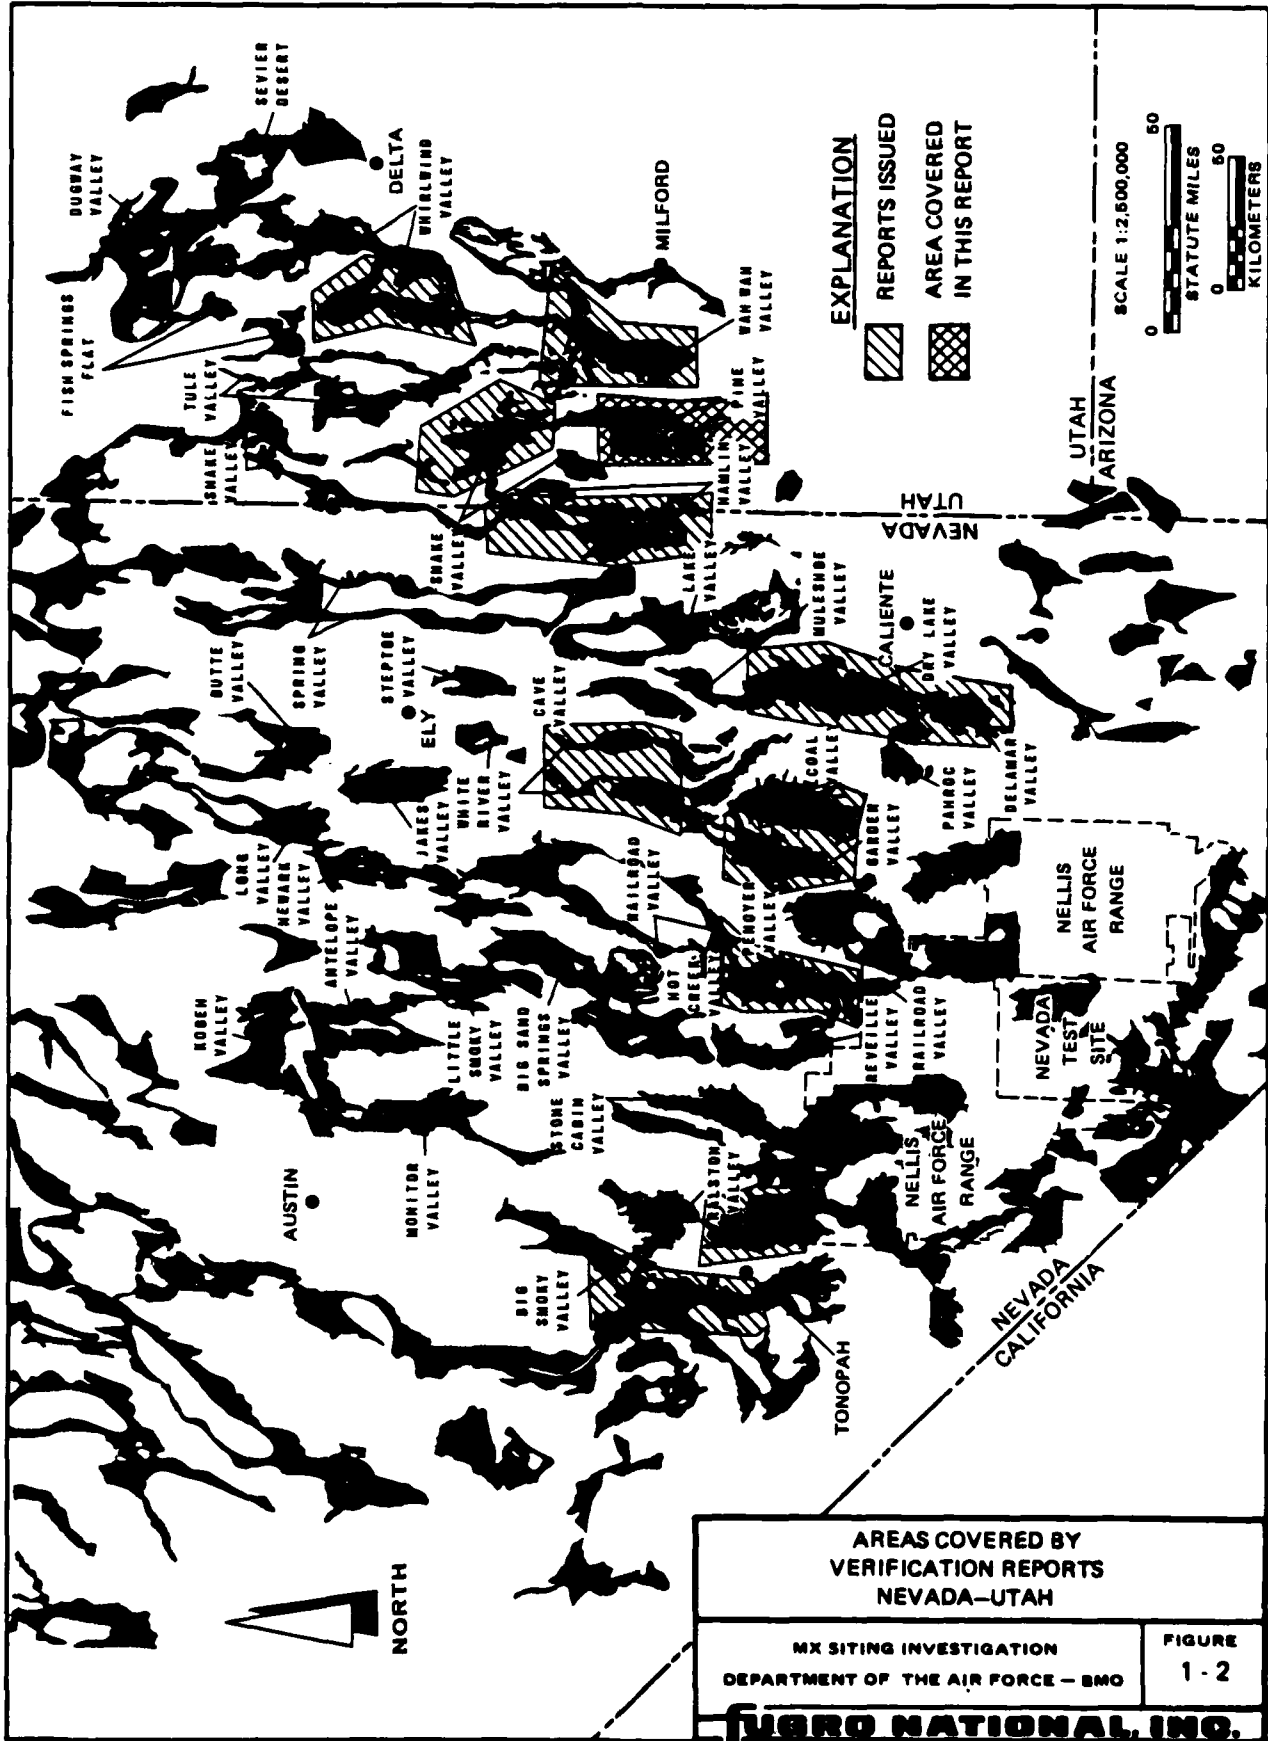 SEVIER
DESERT
DUGWAY
VALLEY
DELTA
WHIRLWIND
VALLEY
FISH SPRINGS
FLAT
TULE
VALLEY
SNAKE
VALLEY
MILFORD
WAH WAH
VALLEY
PINE
VALLEY
HAMLIN
VALLEY
SNAKE
VALLEY
LAKE
VALLEY
MULESHOE
VALLEY
CALIENTE
DRY LAKE
VALLEY
BUTTE
VALLEY
SPRING
VALLEY
STEPTOE
VALLEY
ELY
CAVE
VALLEY
WHITE
RIVER
VALLEY
JAKES
VALLEY
COAL
VALLEY
PAHROC
VALLEY
DELAMAR
VALLEY
GARDEN
VALLEY
LONG
VALLEY
NEWARK
VALLEY
ANTELOPE
VALLEY
RAILROAD
VALLEY
PENOYER
VALLEY
HOT
CREEK
VALLEY
KOBEH
VALLEY
LITTLE
SMOKY
VALLEY
BIG SAND
SPRINGS
VALLEY
REVEILLE
VALLEY
RAILROAD
VALLEY
STONE
CABIN
VALLEY
MONITOR
VALLEY
AUSTIN
RALSTON
VALLEY
BIG
SMOKY
VALLEY
TONOPAH
NELLIS
AIR FORCE
RANGE
NEVADA
TEST
SITE
NELLIS
AIR FORCE
RANGE
NEVADA
CALIFORNIA
UTAH
NEVADA
UTAH
ARIZONA
EXPLANATION
REPORTS ISSUED
AREA COVERED
IN THIS REPORT
SCALE 1:2,500,000
0 50
STATUTE MILES
0 50
KILOMETERS
NORTH
AREAS COVERED BY
VERIFICATION REPORTS
NEVADA–UTAH
MX SITING INVESTIGATION
DEPARTMENT OF THE AIR FORCE – BMO
FIGURE
1 - 2
FUGRO NATIONAL, INC.